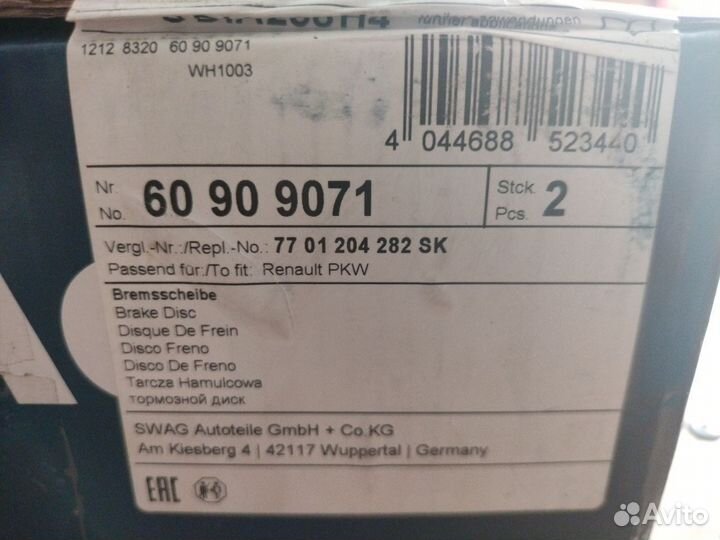 1212 8320 60 90 9071
WH1003
4 044688 523440
Nr.
No. 60 90 9071
Stck.
Pcs. 2
Vergl.-Nr.:/Repl.-No.: 77 01 204 282 SK
Passend für:/To fit: Renault PKW
Bremsscheibe
Brake Disc
Disque De Frein
Disco Freno
Disco De Freno
Tarcza Hamulcowa
тормозной диск
SWAG Autoteile GmbH + Co.KG
Am Kiesberg 4 | 42117 Wuppertal | Germany
EAC
Avito